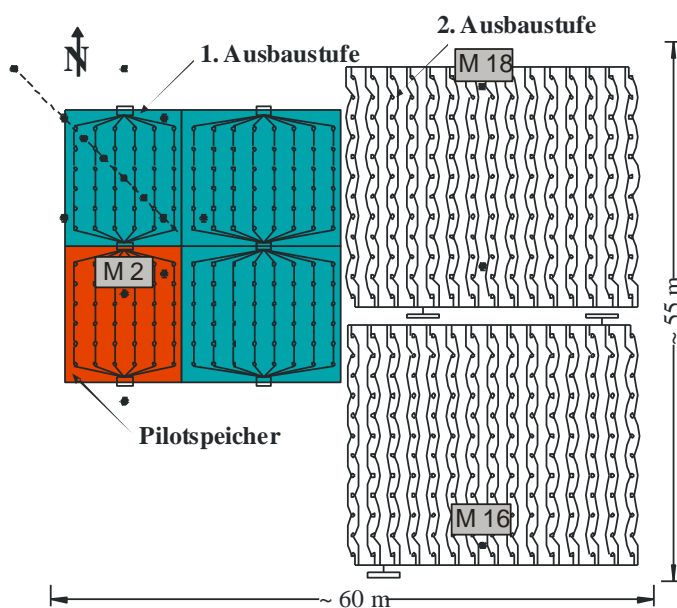 2. Ausbaustufe
N
1. Ausbaustufe
M 18
M 2
~ 55 m
Pilotspeicher
M 16
~ 60 m